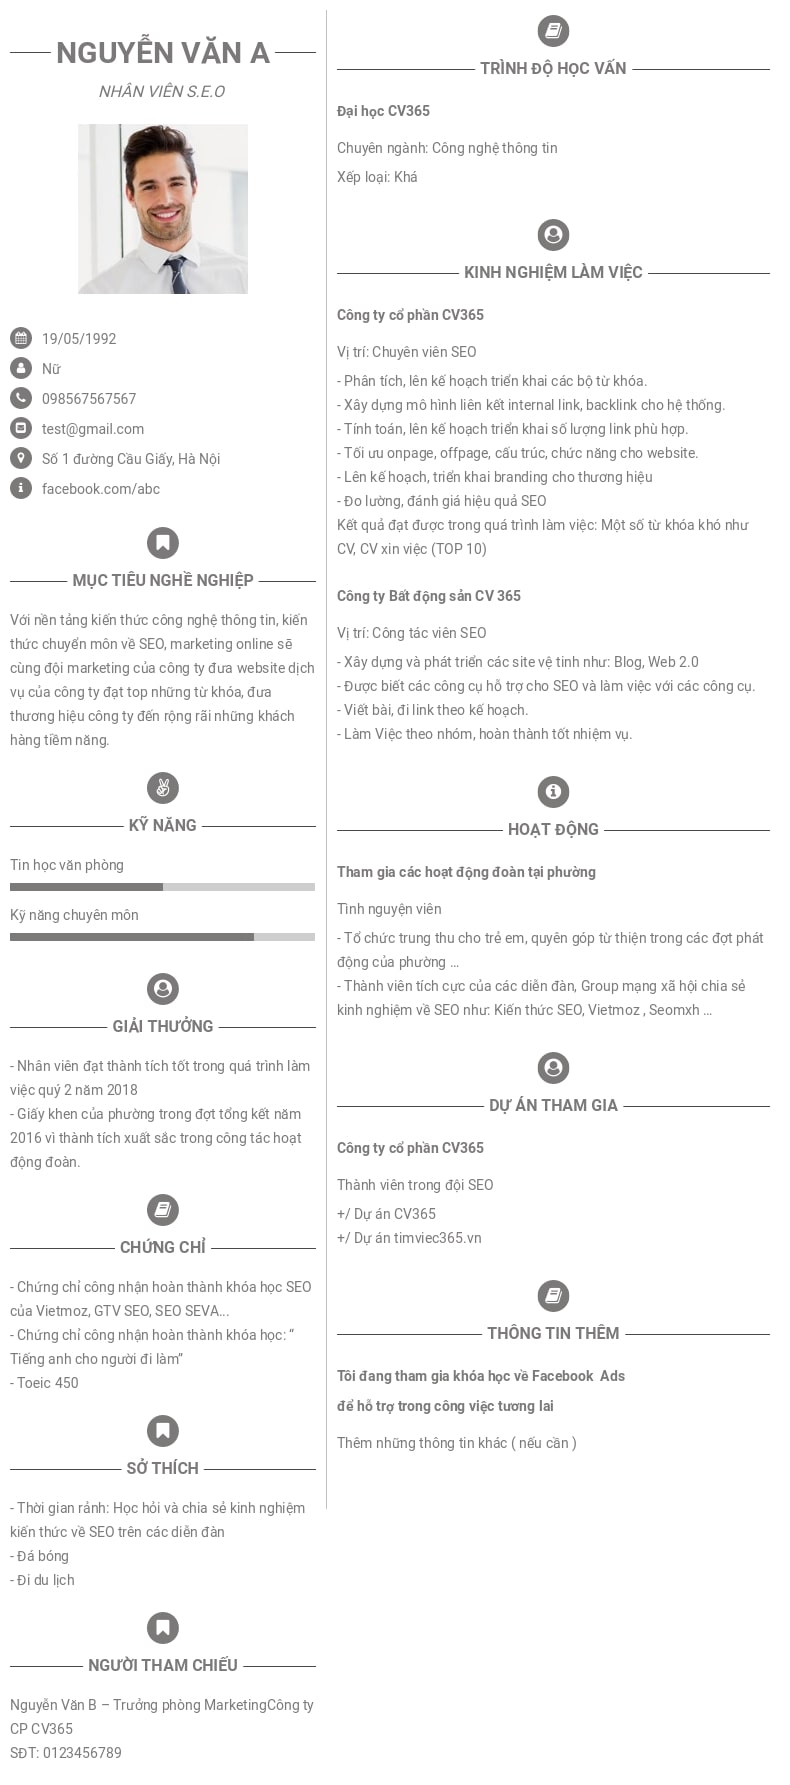 NGUYỄN VĂN A
NHÂN VIÊN S.E.O
19/05/1992
Nữ
098567567567
test@gmail.com
Số 1 đường Cầu Giấy, Hà Nội
facebook.com/abc
MỤC TIÊU NGHỀ NGHIỆP
Với nền tảng kiến thức công nghệ thông tin, kiến
thức chuyển môn về SEO, marketing online sẽ
cùng đội marketing của công ty đưa website dịch
vụ của công ty đạt top những từ khóa, đưa
thương hiệu công ty đến rộng rãi những khách
hàng tiềm năng.
KỸ NĂNG
Tin học văn phòng
Kỹ năng chuyên môn
GIẢI THƯỞNG
- Nhân viên đạt thành tích tốt trong quá trình làm
việc quý 2 năm 2018
- Giấy khen của phường trong đợt tổng kết năm
2016 vì thành tích xuất sắc trong công tác hoạt
động đoàn.
CHỨNG CHỈ
- Chứng chỉ công nhận hoàn thành khóa học SEO
của Vietmoz, GTV SEO, SEO SEVA...
- Chứng chỉ công nhận hoàn thành khóa học: “
Tiếng anh cho người đi làm”
- Toeic 450
SỞ THÍCH
- Thời gian rảnh: Học hỏi và chia sẻ kinh nghiệm
kiến thức về SEO trên các diễn đàn
- Đá bóng
- Đi du lịch
NGƯỜI THAM CHIẾU
Nguyễn Văn B – Trưởng phòng MarketingCông ty
CP CV365
SĐT: 0123456789
TRÌNH ĐỘ HỌC VẤN
Đại học CV365
Chuyên ngành: Công nghệ thông tin
Xếp loại: Khá
KINH NGHIỆM LÀM VIỆC
Công ty cổ phần CV365
Vị trí: Chuyên viên SEO
- Phân tích, lên kế hoạch triển khai các bộ từ khóa.
- Xây dựng mô hình liên kết internal link, backlink cho hệ thống.
- Tính toán, lên kế hoạch triển khai số lượng link phù hợp.
- Tối ưu onpage, offpage, cấu trúc, chức năng cho website.
- Lên kế hoạch, triển khai branding cho thương hiệu
- Đo lường, đánh giá hiệu quả SEO
Kết quả đạt được trong quá trình làm việc: Một số từ khóa khó như
CV, CV xin việc (TOP 10)
Công ty Bất động sản CV 365
Vị trí: Công tác viên SEO
- Xây dựng và phát triển các site vệ tinh như: Blog, Web 2.0
- Được biết các công cụ hỗ trợ cho SEO và làm việc với các công cụ.
- Viết bài, đi link theo kế hoạch.
- Làm Việc theo nhóm, hoàn thành tốt nhiệm vụ.
HOẠT ĐỘNG
Tham gia các hoạt động đoàn tại phường
Tình nguyện viên
- Tổ chức trung thu cho trẻ em, quyên góp từ thiện trong các đợt phát
động của phường ...
- Thành viên tích cực của các diễn đàn, Group mạng xã hội chia sẻ
kinh nghiệm về SEO như: Kiến thức SEO, Vietmoz , Seomxh ...
DỰ ÁN THAM GIA
Công ty cổ phần CV365
Thành viên trong đội SEO
+/ Dự án CV365
+/ Dự án timviec365.vn
THÔNG TIN THÊM
Tôi đang tham gia khóa học về Facebook  Ads
để hỗ trợ trong công việc tương lai
Thêm những thông tin khác ( nếu cần )